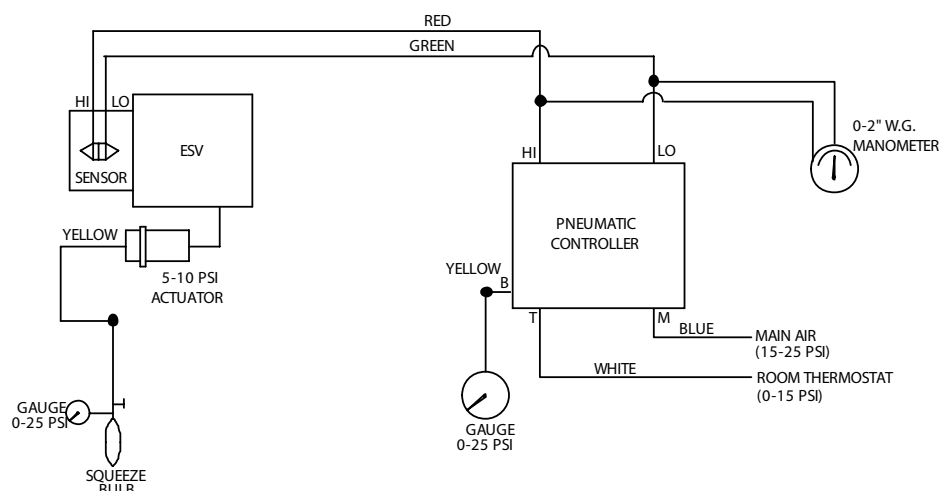 RED
GREEN
HI LO
ESV
SENSOR
0-2" W.G.
MANOMETER
HI
LO
PNEUMATIC
CONTROLLER
YELLOW
5-10 PSI
ACTUATOR
YELLOW
B
T
M
BLUE
MAIN AIR
(15-25 PSI)
WHITE
ROOM THERMOSTAT
(0-15 PSI)
GAUGE
0-25 PSI
GAUGE
0-25 PSI
SQUEEZE
BULB